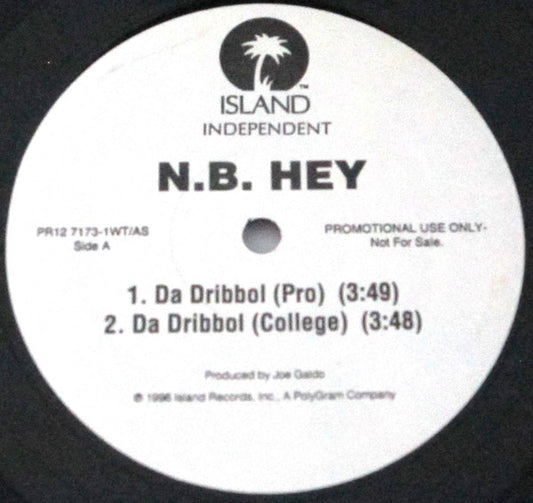 ISLAND™
INDEPENDENT
N.B. HEY
PR12 7173-1WT/AS
Side A
PROMOTIONAL USE ONLY-
Not For Sale.
1. Da Dribbol (Pro) (3:49)
2. Da Dribbol (College) (3:48)
Produced by Joe Galdo
℗ 1996 Island Records, Inc., A PolyGram Company